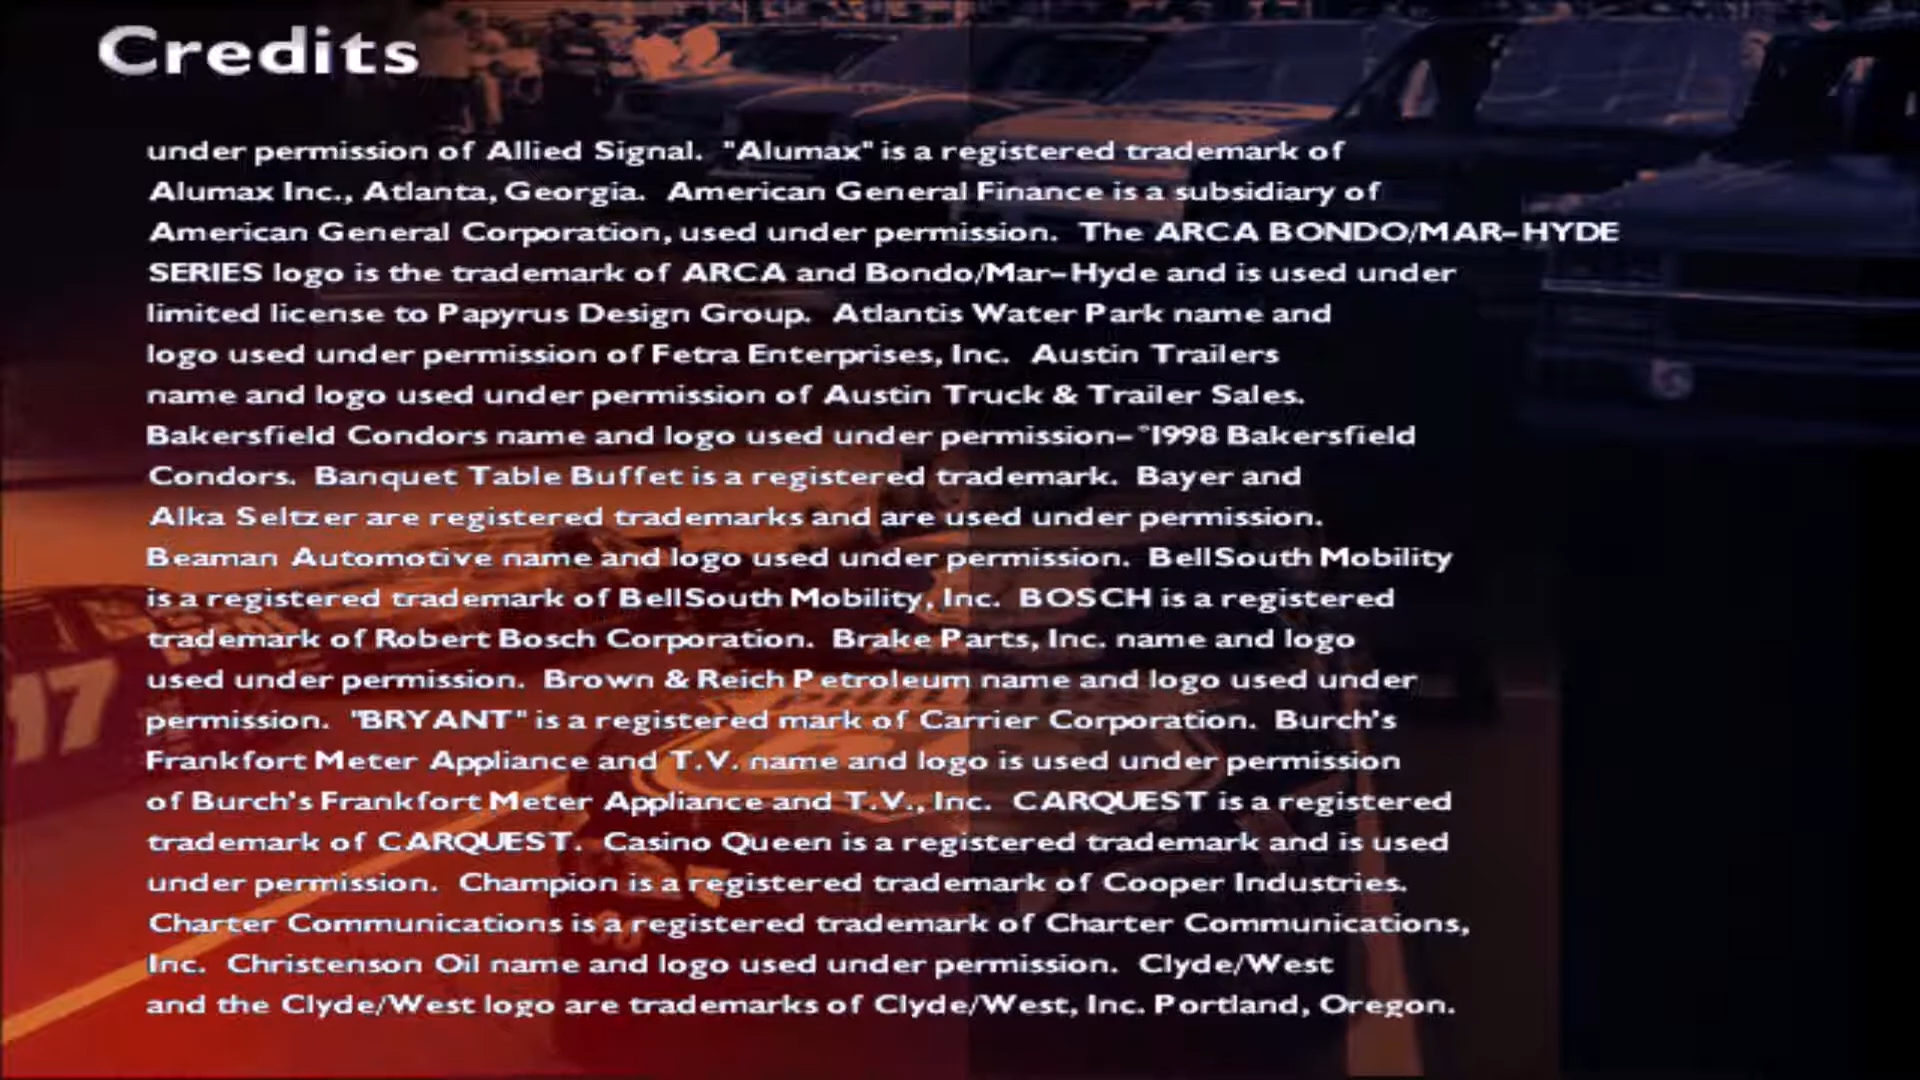 Credits
under permission of Allied Signal.  "Alumax" is a registered trademark of
Alumax Inc., Atlanta, Georgia.  American General Finance is a subsidiary of
American General Corporation, used under permission.  The ARCA BONDO/MAR-HYDE
SERIES logo is the trademark of ARCA and Bondo/Mar-Hyde and is used under
limited license to Papyrus Design Group.  Atlantis Water Park name and
logo used under permission of Fetra Enterprises, Inc.  Austin Trailers
name and logo used under permission of Austin Truck & Trailer Sales.
Bakersfield Condors name and logo used under permission-"1998 Bakersfield
Condors.  Banquet Table Buffet is a registered trademark.  Bayer and
Alka Seltzer are registered trademarks and are used under permission.
Beaman Automotive name and logo used under permission.  BellSouth Mobility
is a registered trademark of BellSouth Mobility, Inc.  BOSCH is a registered
trademark of Robert Bosch Corporation.  Brake Parts, Inc. name and logo
used under permission.  Brown & Reich Petroleum name and logo used under
permission.  "BRYANT" is a registered mark of Carrier Corporation.  Burch's
Frankfort Meter Appliance and T.V. name and logo is used under permission
of Burch's Frankfort Meter Appliance and T.V., Inc.  CARQUEST is a registered
trademark of CARQUEST.  Casino Queen is a registered trademark and is used
under permission.  Champion is a registered trademark of Cooper Industries.
Charter Communications is a registered trademark of Charter Communications,
Inc.  Christenson Oil name and logo used under permission.  Clyde/West
and the Clyde/West logo are trademarks of Clyde/West, Inc. Portland, Oregon.
17